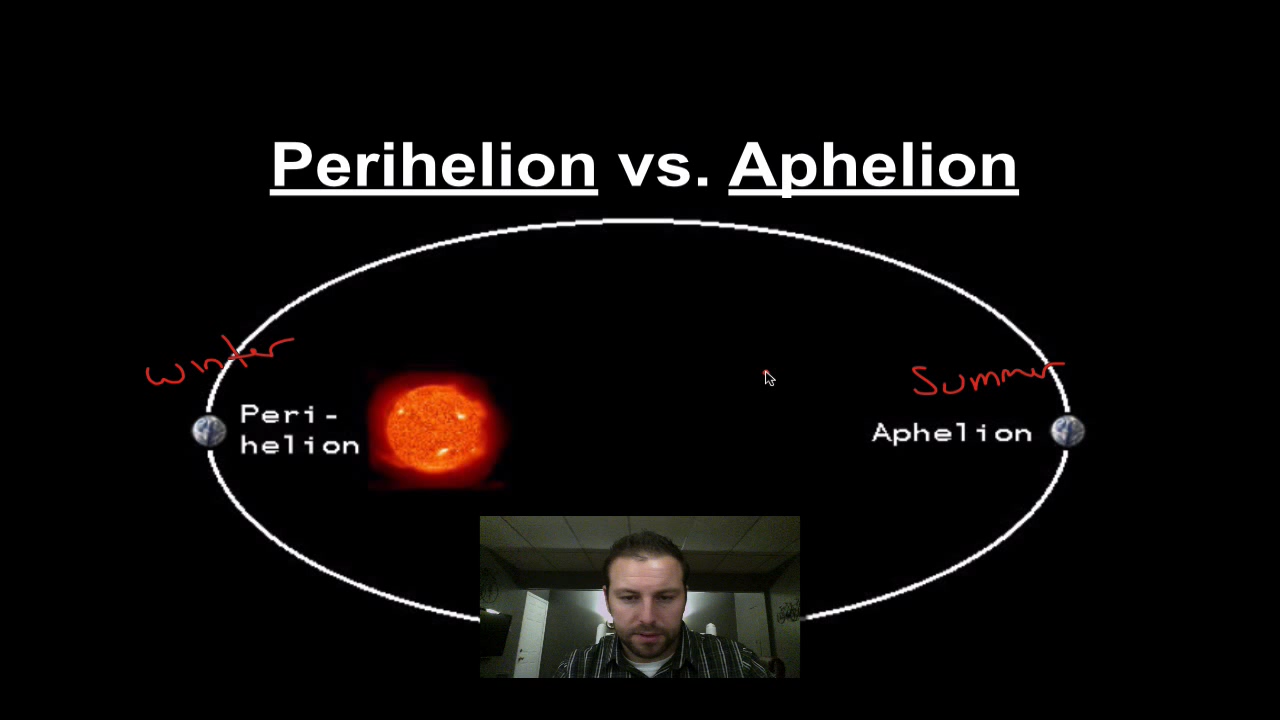 Perihelion vs. Aphelion
Winter
Summer
Peri-
helion
Aphelion